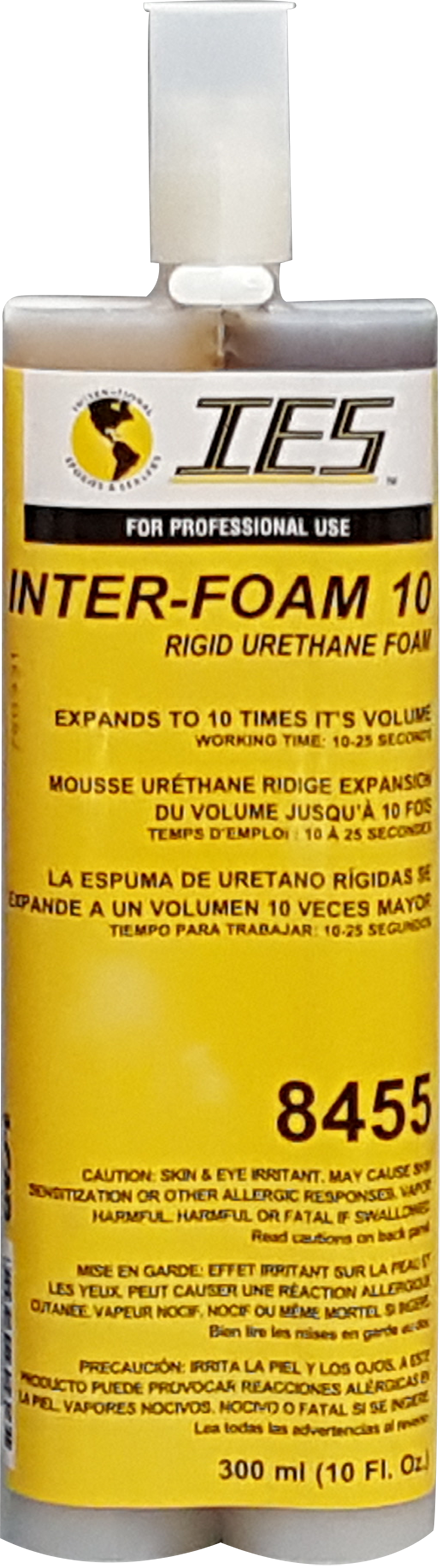 INTERNATIONAL
EPOXIES & SEALERS
IES
TM
FOR PROFESSIONAL USE
INTER-FOAM 10
RIGID URETHANE FOAM
EXPANDS TO 10 TIMES IT'S VOLUME
WORKING TIME: 10-25 SECONDS
MOUSSE URÉTHANE RIDIGE EXPANSION
DU VOLUME JUSQU'À 10 FOIS
TEMPS D'EMPLOI : 10 À 25 SECONDES
LA ESPUMA DE URETANO RÍGIDAS SE
EXPANDE A UN VOLUMEN 10 VECES MAYOR
TIEMPO PARA TRABAJAR: 10-25 SEGUNDOS
8455
CAUTION: SKIN & EYE IRRITANT. MAY CAUSE SKIN
SENSITIZATION OR OTHER ALLERGIC RESPONSES. VAPOR
HARMFUL. HARMFUL OR FATAL IF SWALLOWED
Read cautions on back panel
MISE EN GARDE: EFFET IRRITANT SUR LA PEAU ET
LES YEUX. PEUT CAUSER UNE RÉACTION ALLERGIQUE
CUTANÉE. VAPEUR NOCIF. NOCIF OU MÊME MORTEL SI INGÉRÉ.
Bien lire les mises en garde au dos.
PRECAUCIÓN: IRRITA LA PIEL Y LOS OJOS. A ESTE
PRODUCTO PUEDE PROVOCAR REACCIONES ALÉRGICAS EN
LA PIEL. VAPORES NOCIVOS. NOCIVO O FATAL SI SE INGIERE.
Lea todas las advertencias al reverso
300 ml (10 Fl. Oz.)